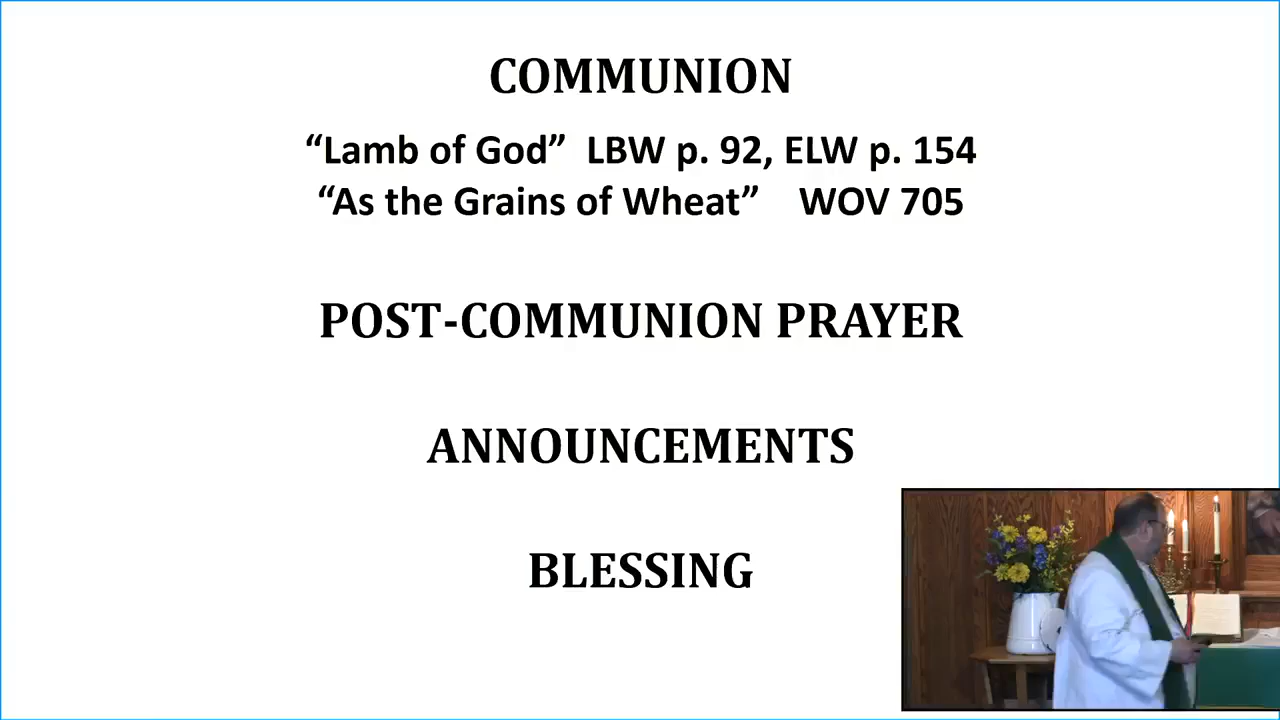 COMMUNION
“Lamb of God” LBW p. 92, ELW p. 154
“As the Grains of Wheat” WOV 705
POST-COMMUNION PRAYER
ANNOUNCEMENTS
BLESSING